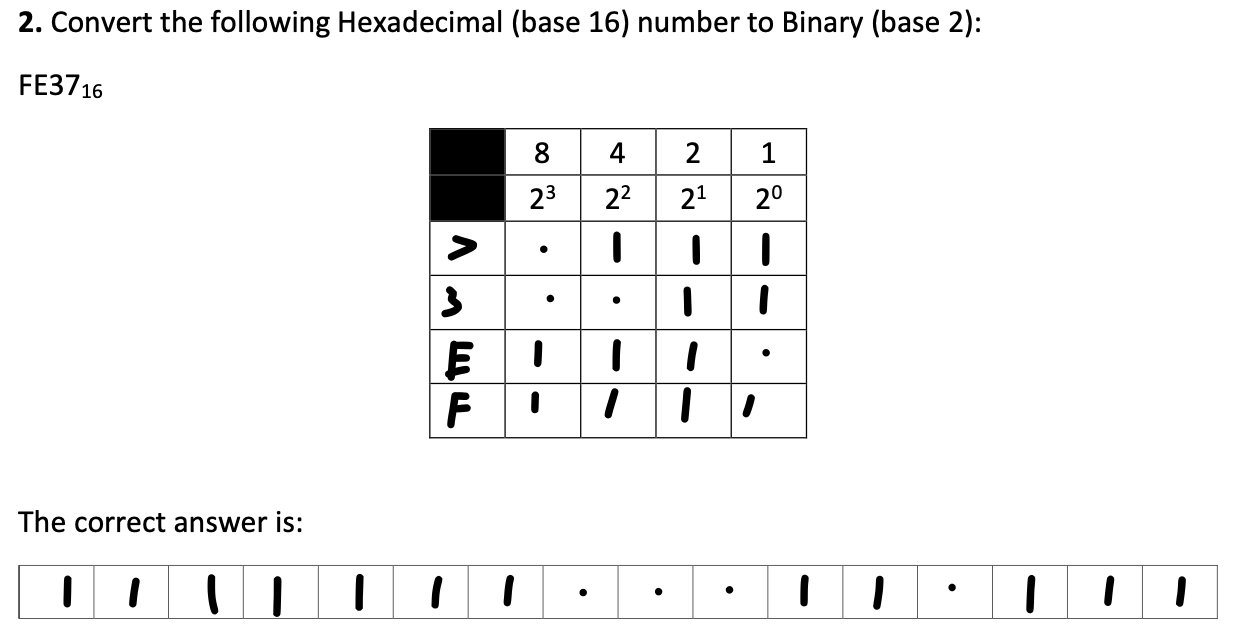 2. Convert the following Hexadecimal (base 16) number to Binary (base 2):
FE37₁₆
8 4 2 1
2³ 2² 2¹ 2⁰
> . 1 1 1
3 . . 1 1
E 1 1 1 .
F 1 1 1 1
The correct answer is:
1 1 1 1 1 1 1 . . . 1 1 . 1 1 1